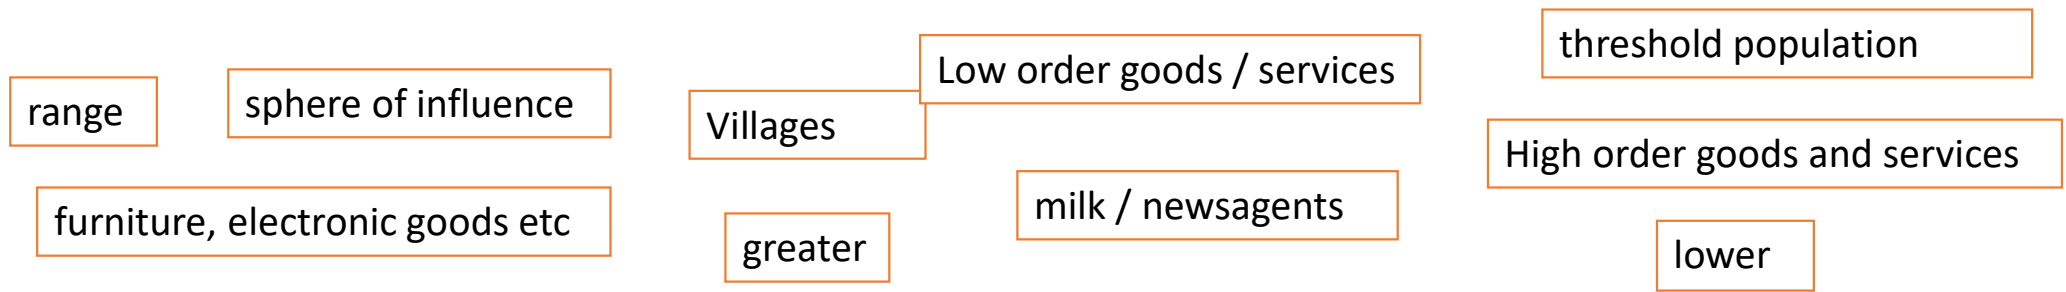 range
sphere of influence
furniture, electronic goods etc
Villages
Low order goods / services
greater
milk / newsagents
threshold population
High order goods and services
lower